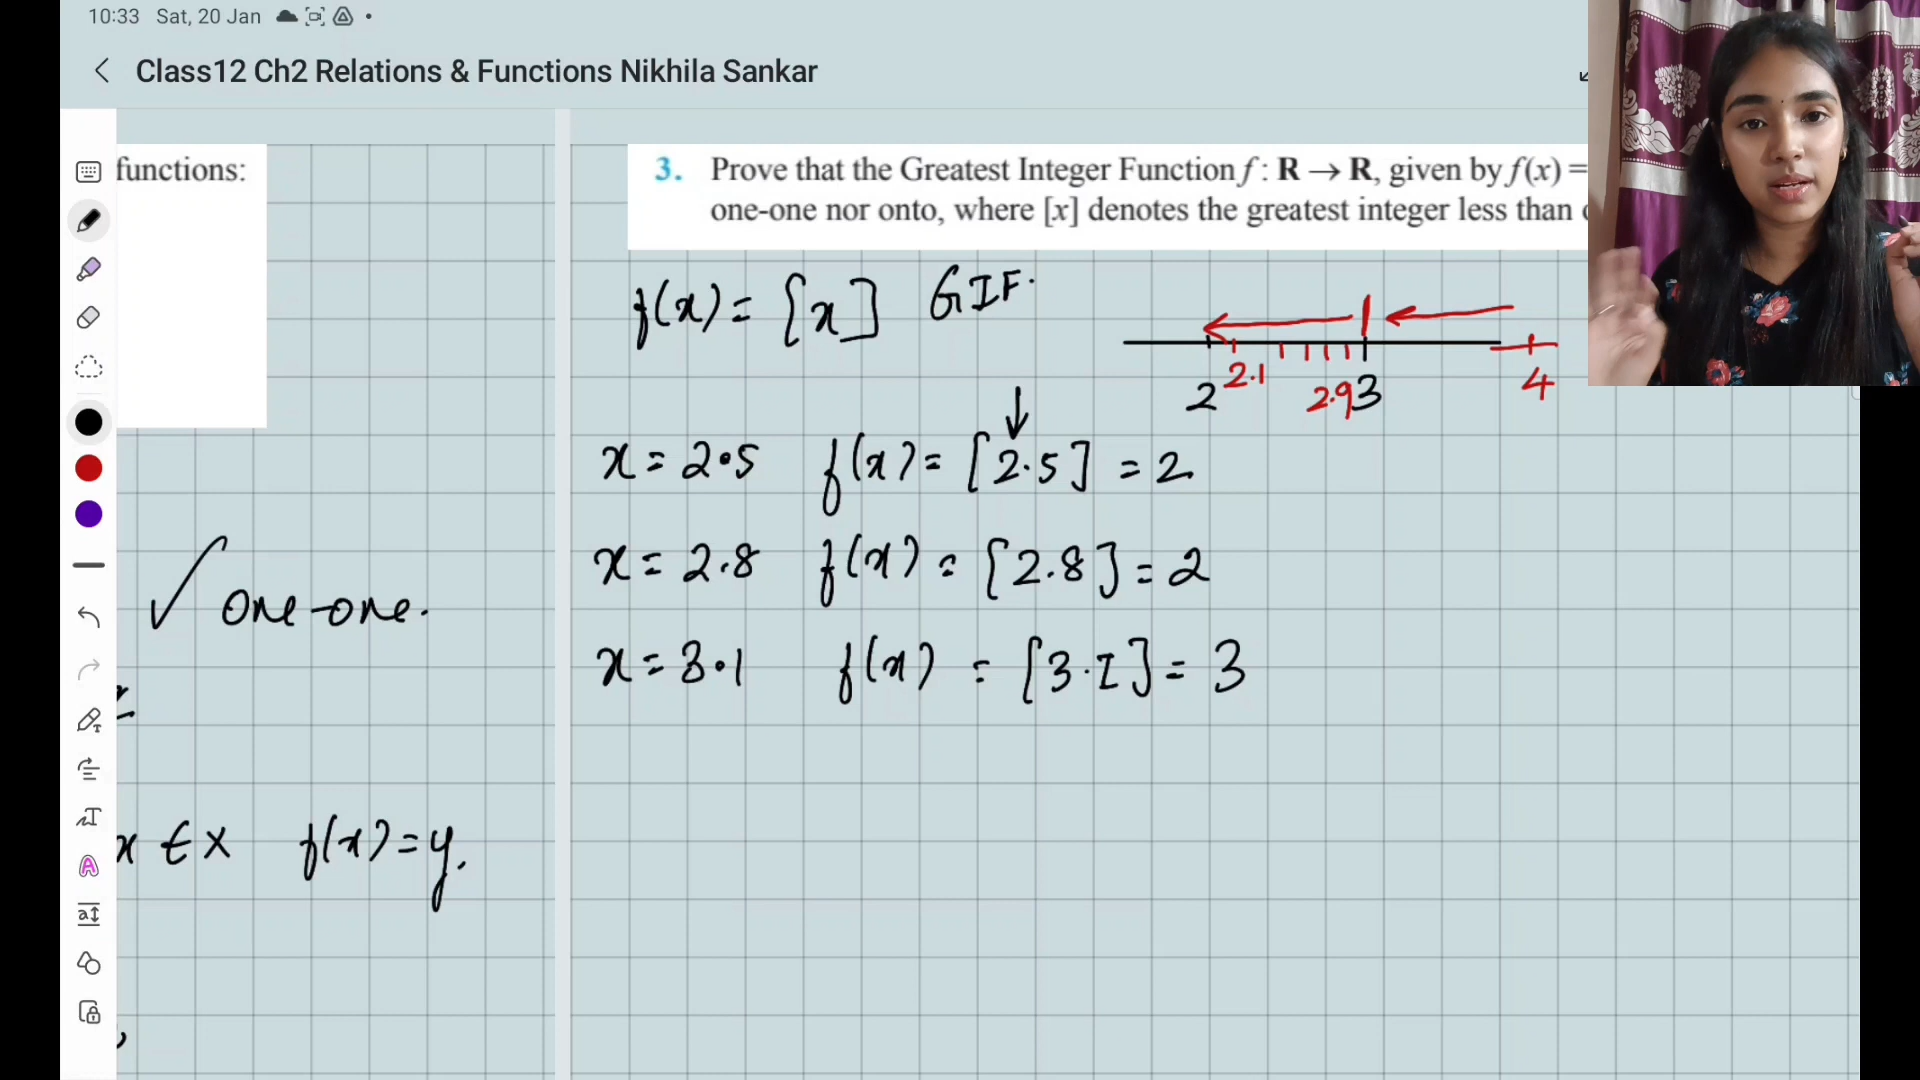 10:33 Sat, 20 Jan
Class12 Ch2 Relations & Functions Nikhila Sankar
functions:
3. Prove that the Greatest Integer Function f : R → R, given by f(x) =
one-one nor onto, where [x] denotes the greatest integer less than
f(x) = [x] GIF.
2 2.1 2.9 3 4
x = 2.5 f(x) = [2.5] = 2
x = 2.8 f(x) = [2.8] = 2
✓ one-one.
x = 3.1 f(x) = [3.1] = 3
x ∈ X f(x) = y.